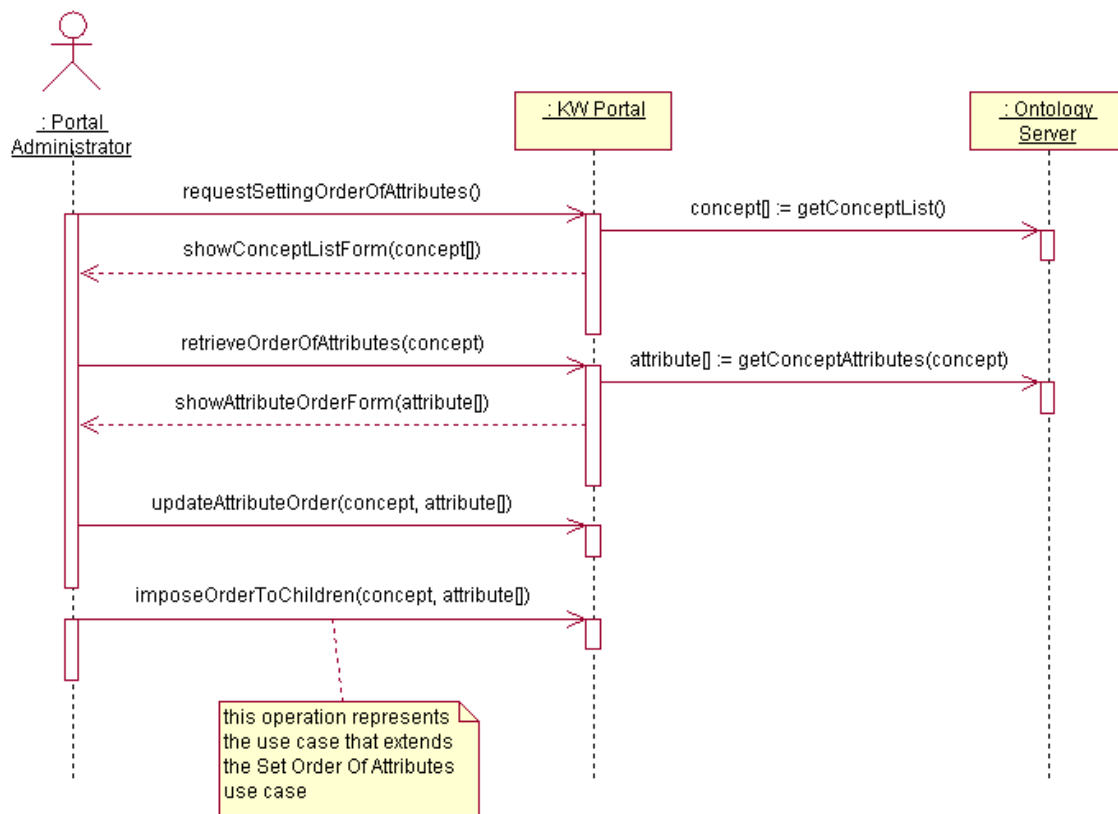 : Portal
Administrator
: KW Portal
: Ontology
Server
requestSettingOrderOfAttributes()
concept[] := getConceptList()
showConceptListForm(concept[])
retrieveOrderOfAttributes(concept)
attribute[] := getConceptAttributes(concept)
showAttributeOrderForm(attribute[])
updateAttributeOrder(concept, attribute[])
imposeOrderToChildren(concept, attribute[])
this operation represents
the use case that extends
the Set Order Of Attributes
use case